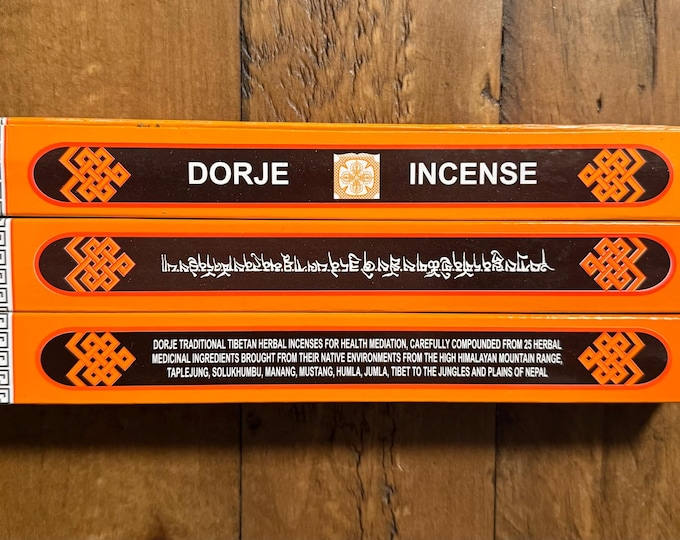 DORJE INCENSE
DORJE TRADITIONAL TIBETAN HERBAL INCENSES FOR HEALTH MEDIATION, CAREFULLY COMPOUNDED FROM 25 HERBAL
MEDICINAL INGREDIENTS BROUGHT FROM THEIR NATIVE ENVIRONMENTS FROM THE HIGH HIMALAYAN MOUNTAIN RANGE,
TAPLEJUNG, SOLUKHUMBU, MANANG, MUSTANG, HUMLA, JUMLA, TIBET TO THE JUNGLES AND PLAINS OF NEPAL